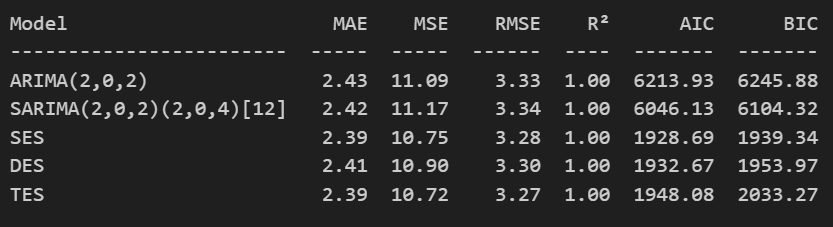 Model                     MAE    MSE   RMSE    R²      AIC      BIC
------------------------  -----  -----  ------  ----  -------  -------
ARIMA(2,0,2)              2.43  11.09    3.33  1.00  6213.93  6245.88
SARIMA(2,0,2)(2,0,4)[12]  2.42  11.17    3.34  1.00  6046.13  6104.32
SES                       2.39  10.75    3.28  1.00  1928.69  1939.34
DES                       2.41  10.90    3.30  1.00  1932.67  1953.97
TES                       2.39  10.72    3.27  1.00  1948.08  2033.27